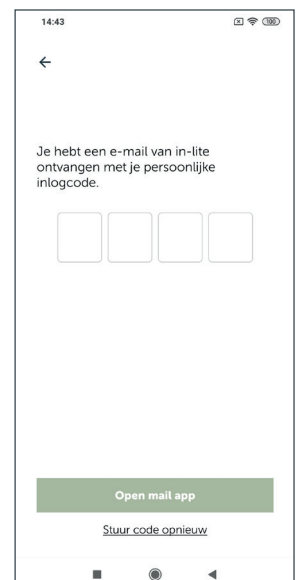 14:43
100
Je hebt een e-mail van in-lite
ontvangen met je persoonlijke
inlogcode.
Open mail app
Stuur code opnieuw